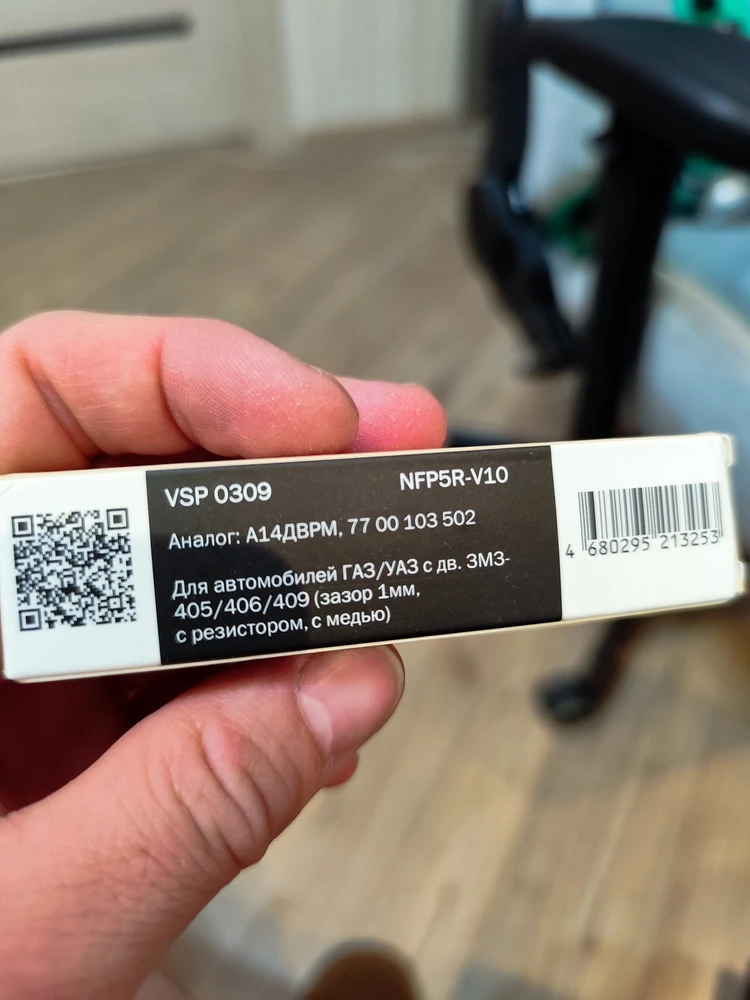 VSP 0309 NFP5R-V10
Аналог: А14ДВРМ, 77 00 103 502
Для автомобилей ГАЗ/УАЗ с дв. ЗМЗ-
405/406/409 (зазор 1мм,
с резистором, с медью)
4 680295 213253